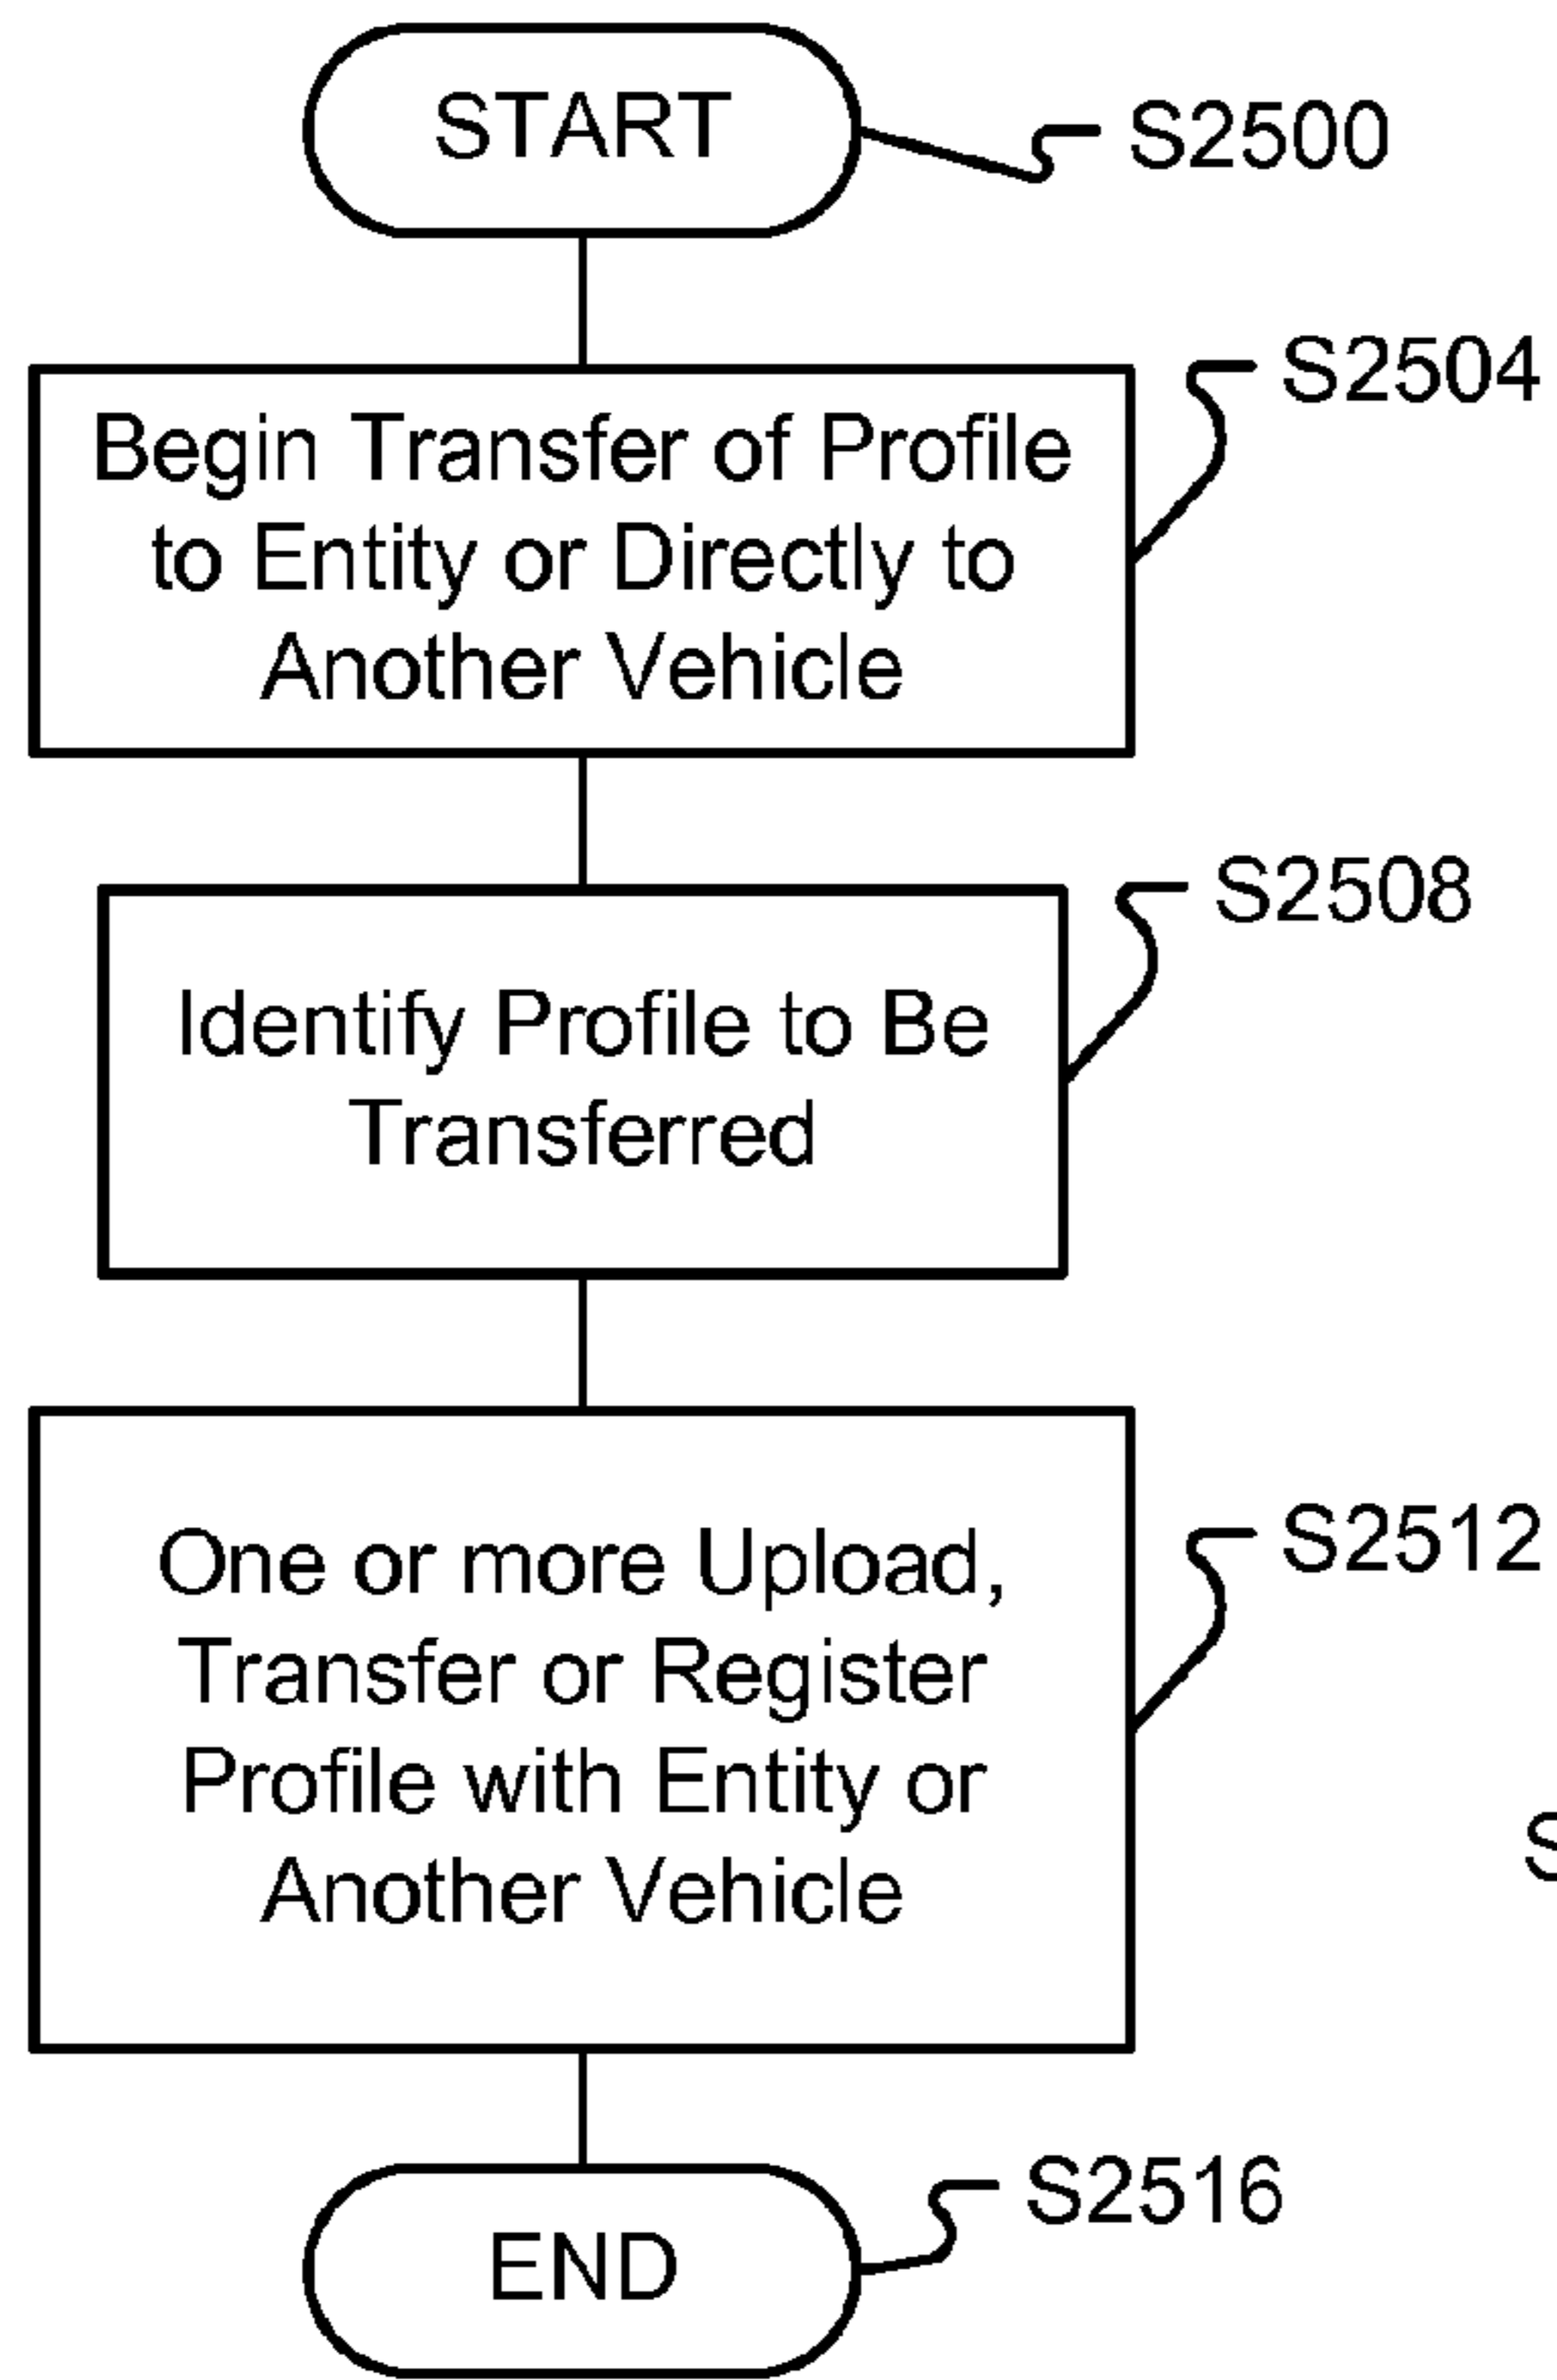 START
S2500
S2504
Begin Transfer of Profile
to Entity or Directly to
Another Vehicle
S2508
Identify Profile to Be
Transferred
S2512
One or more Upload,
Transfer or Register
Profile with Entity or
Another Vehicle
S2516
END